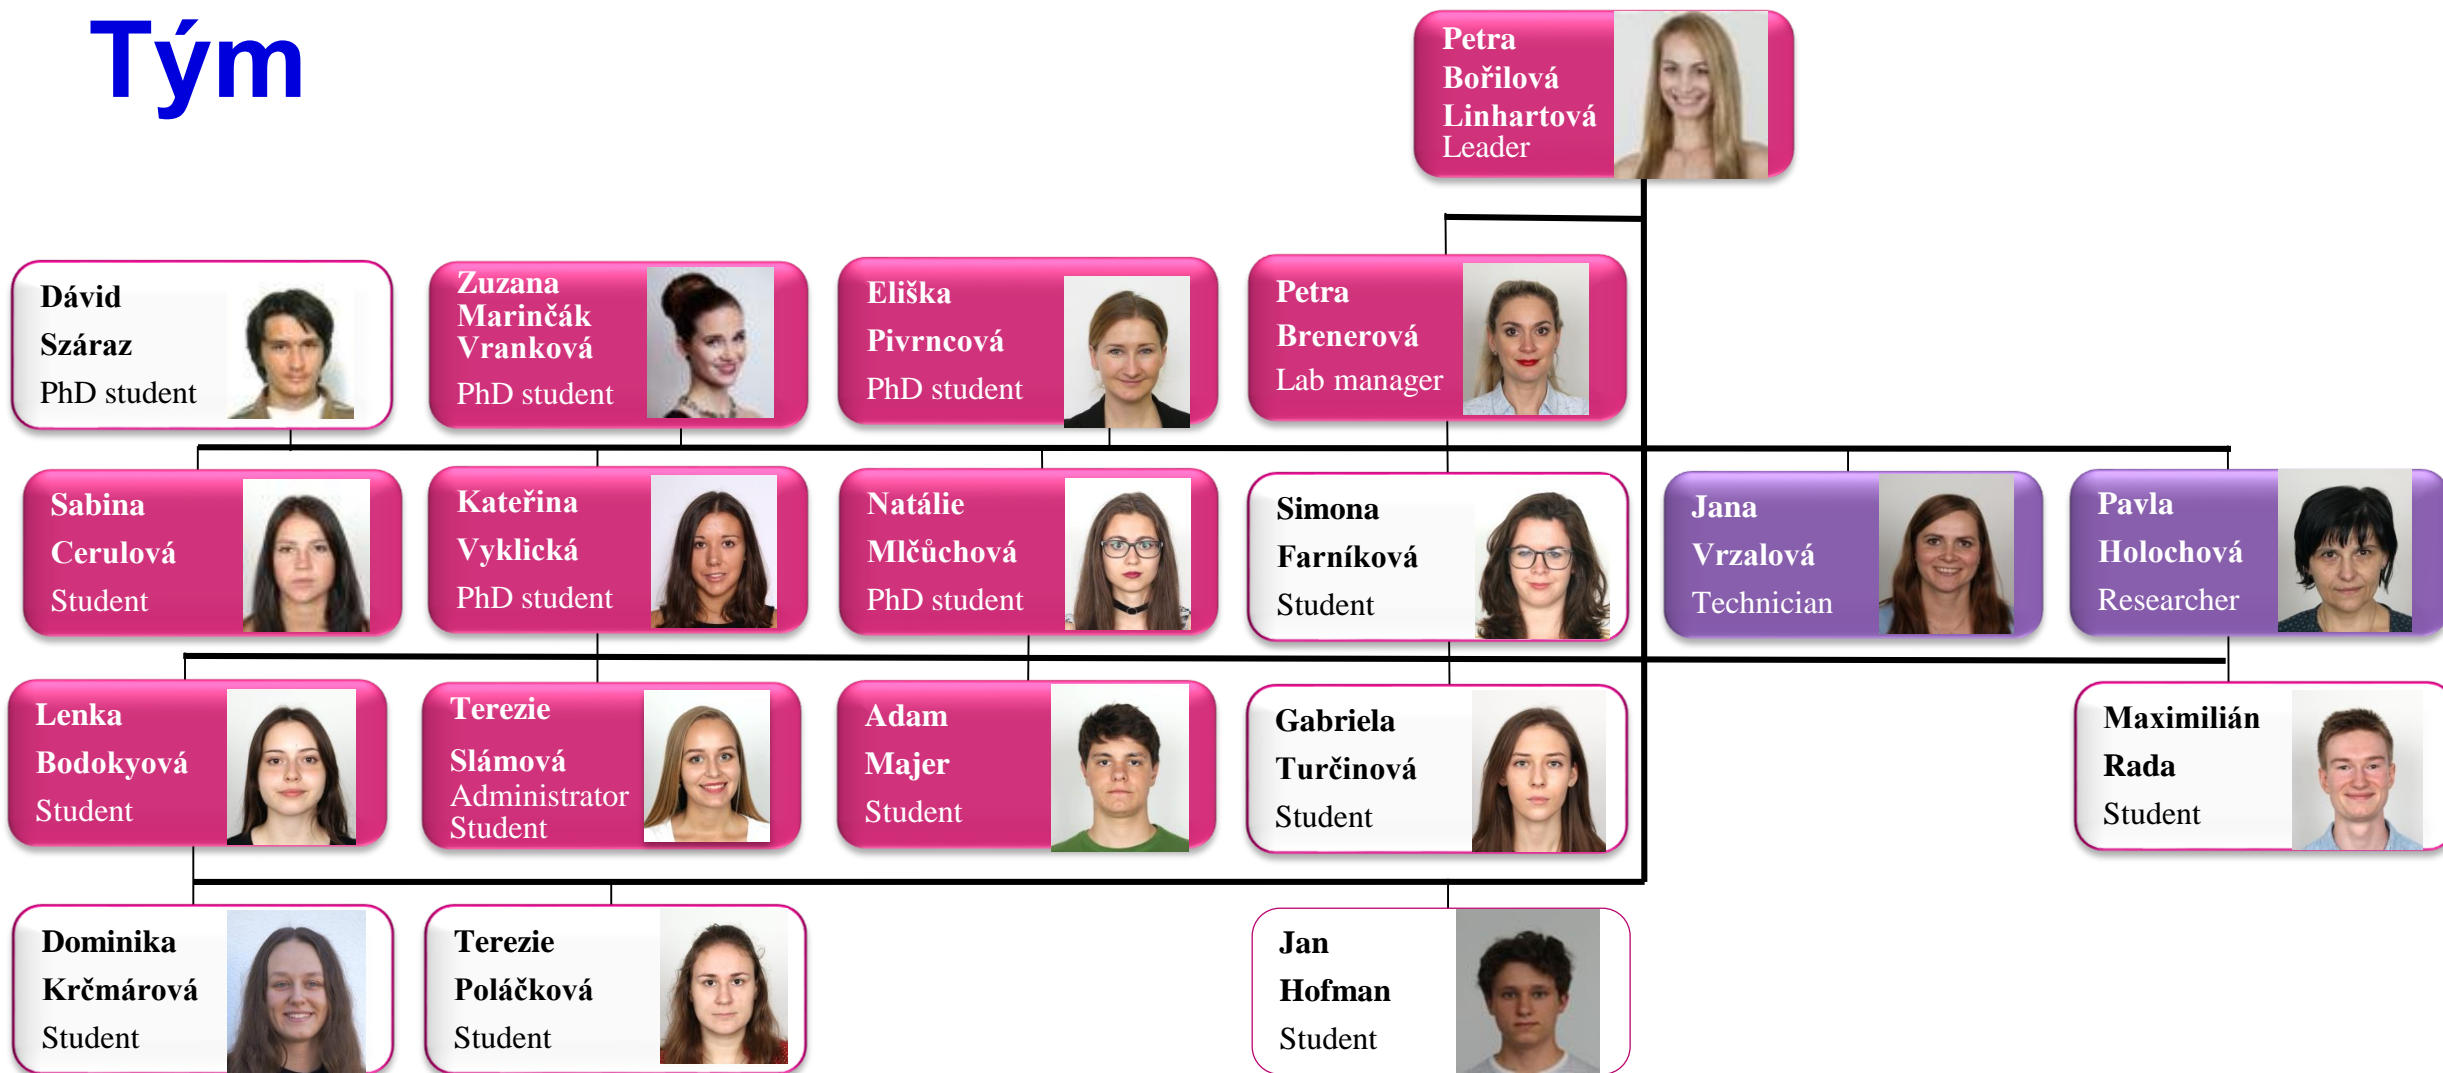 Tým
Petra
Bořilová
Linhartová
Leader
Dávid
Száraz
PhD student
Zuzana
Marinčák
Vranková
PhD student
Eliška
Pivrncová
PhD student
Petra
Brenerová
Lab manager
Sabina
Cerulová
Student
Kateřina
Vyklická
PhD student
Natálie
Mlčůchová
PhD student
Simona
Farníková
Student
Jana
Vrzalová
Technician
Pavla
Holochová
Researcher
Lenka
Bodokyová
Student
Terezie
Slámová
Administrator
Student
Adam
Majer
Student
Gabriela
Turčinová
Student
Maximilián
Rada
Student
Dominika
Krčmárová
Student
Terezie
Poláčková
Student
Jan
Hofman
Student